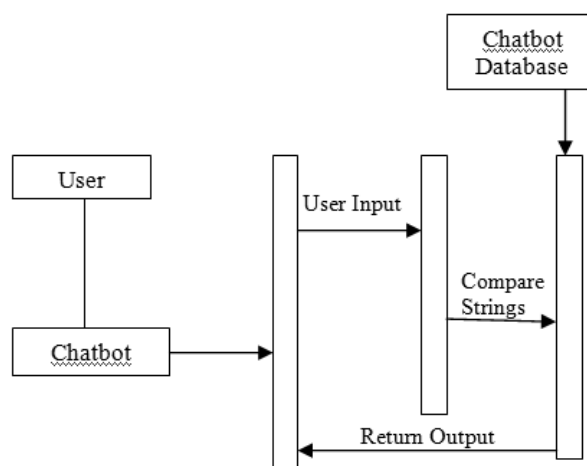 Chatbot
Database
User
User Input
Compare
Strings
Chatbot
Return Output